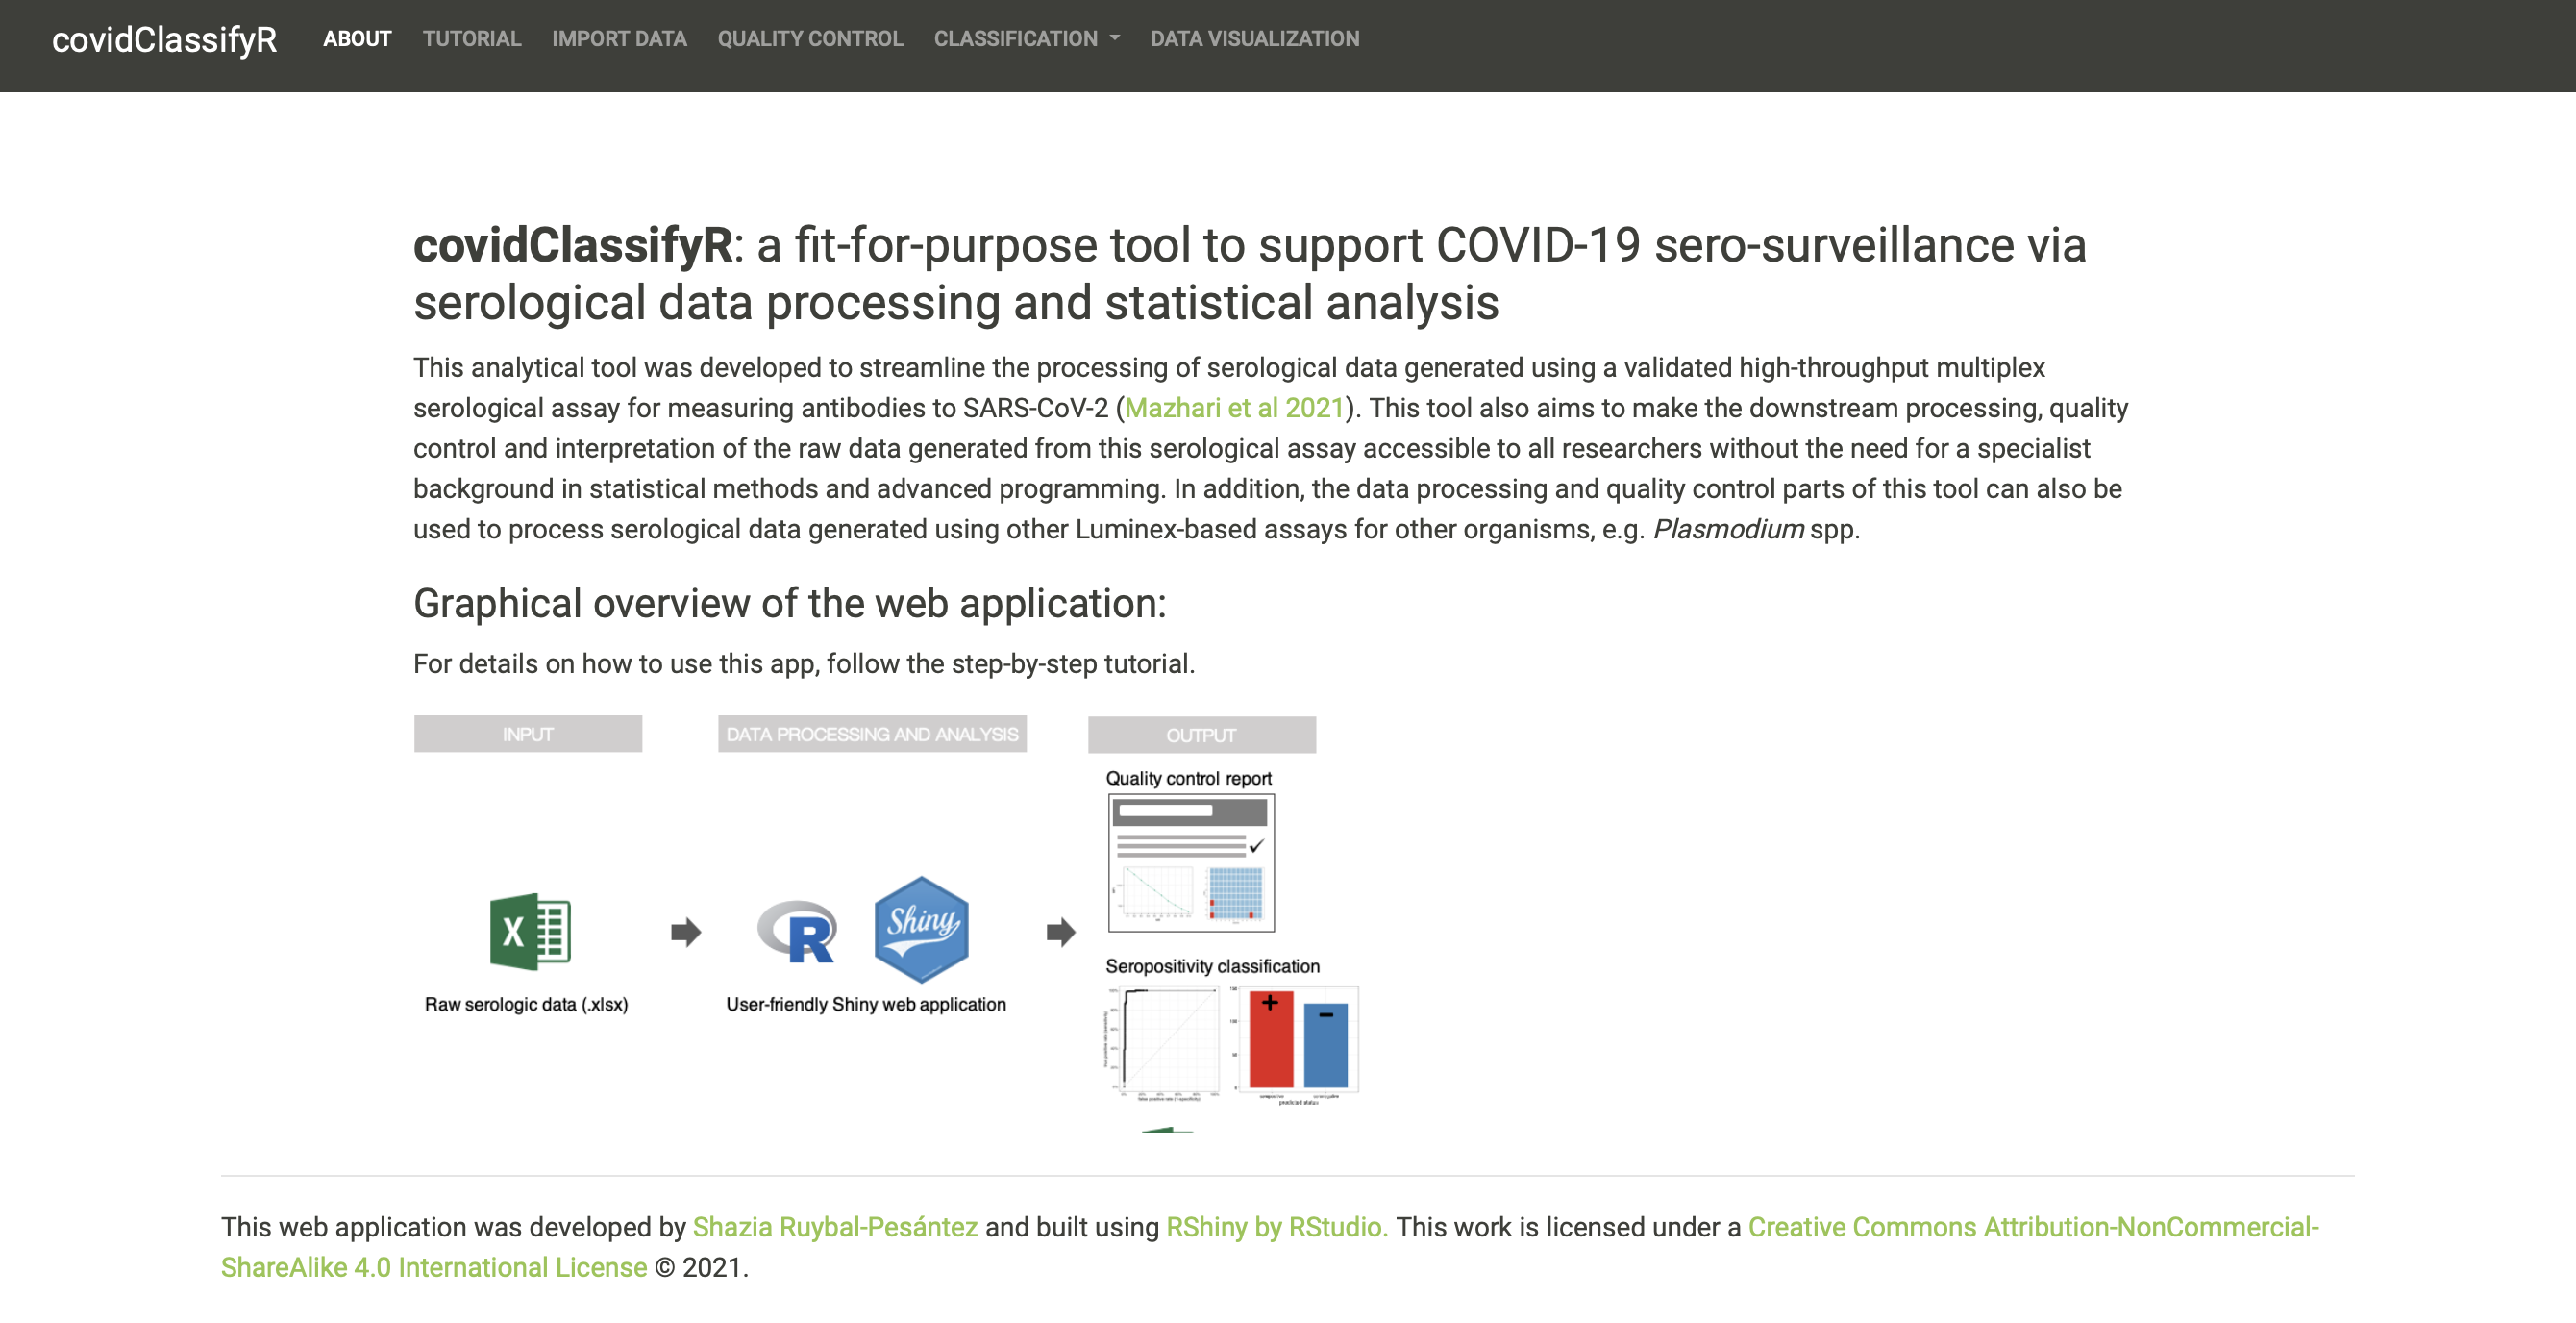 covidClassifyR ABOUT TUTORIAL IMPORT DATA QUALITY CONTROL CLASSIFICATION DATA VISUALIZATION
covidClassifyR: a fit-for-purpose tool to support COVID-19 sero-surveillance via
serological data processing and statistical analysis
This analytical tool was developed to streamline the processing of serological data generated using a validated high-throughput multiplex
serological assay for measuring antibodies to SARS-CoV-2 (Mazhari et al 2021). This tool also aims to make the downstream processing, quality
control and interpretation of the raw data generated from this serological assay accessible to all researchers without the need for a specialist
background in statistical methods and advanced programming. In addition, the data processing and quality control parts of this tool can also be
used to process serological data generated using other Luminex-based assays for other organisms, e.g. Plasmodium spp.
Graphical overview of the web application:
For details on how to use this app, follow the step-by-step tutorial.
INPUT
DATA PROCESSING AND ANALYSIS
OUTPUT
Quality control report
X
R
Shiny
Seropositivity classification
Raw serologic data (.xlsx)
User-friendly Shiny web application
+
-
predicted status
This web application was developed by Shazia Ruybal-Pesántez and built using RShiny by RStudio. This work is licensed under a Creative Commons Attribution-NonCommercial-
ShareAlike 4.0 International License © 2021.